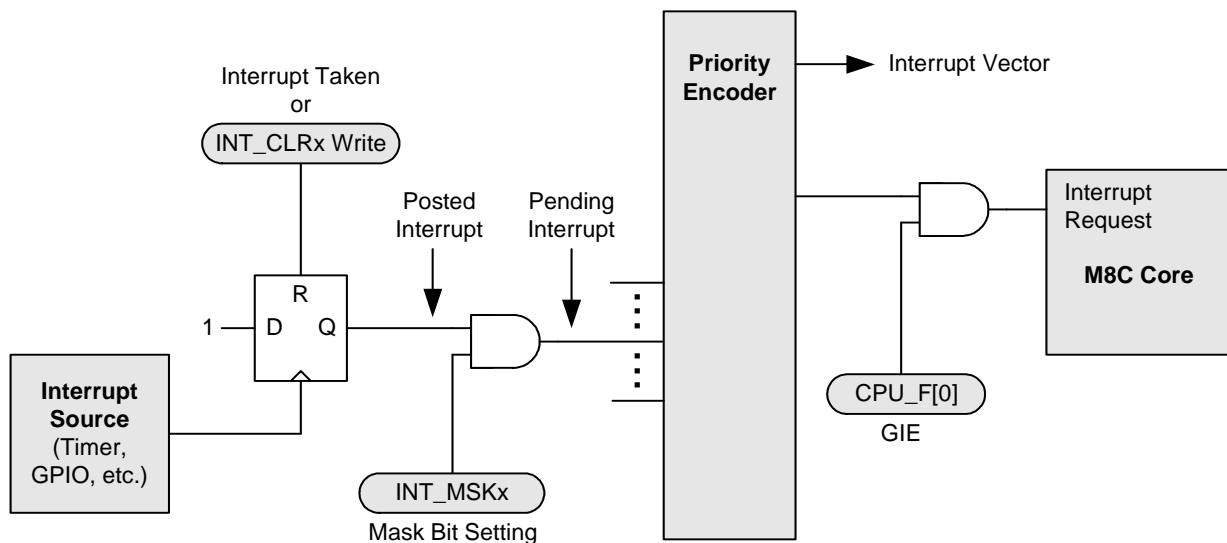 Interrupt Taken
or
INT_CLRx Write
Priority
Encoder
Interrupt Vector
Posted
Interrupt
Pending
Interrupt
Interrupt
Request
M8C Core
R
1
D
Q
Interrupt
Source
(Timer,
GPIO, etc.)
CPU_F[0]
GIE
INT_MSKx
Mask Bit Setting